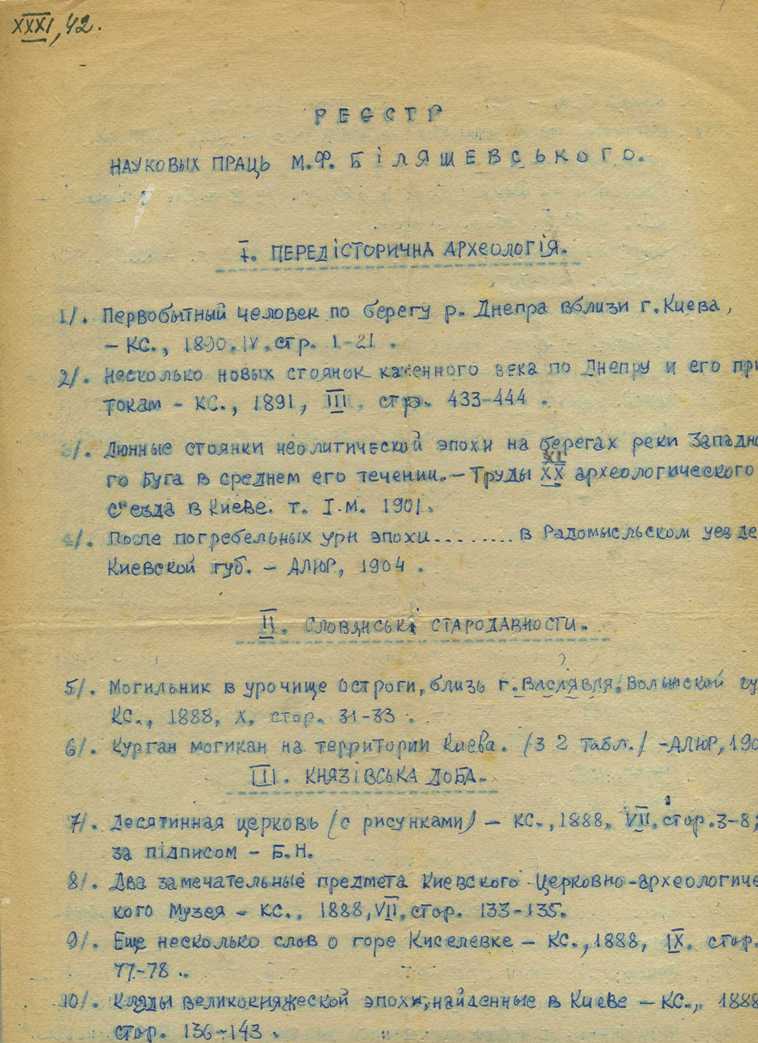 XXXI, 42.
РЕЄСТР
НАУКОВЫХ ПРАЦЬ М.Ф. БІЛЯШЕВСЬКОГО.
I. ПЕРЕДІСТОРИЧНА АРХЕОЛОГІЯ.
1/. Первобытный человек по берегу р. Днепра вблизи г. Киева,
– КС., 1890. IV. стр. 1-21.
2/. Несколько новых стоянок каменного века по Днепру и его при
токам – КС., 1891, III, стр. 433-444.
3/. Дюнные стоянки неолитической эпохи на берегах реки Западно
XI
го Буга в среднем его течении. – Труды XX археологического
с"езда в Киеве. т. I. М. 1901.
4/. После погребельных урн эпохи......... в Радомысльском уезде
Киевской губ. – АЛЮР, 1904.
II. СЛОВЯНСЬКІ СТАРОДАВНОСТИ.
5/. Могильник в урочище Остроги, близь г. Волынской гу
КС., 1888, X, стор. 31-33.
6/. Курган могикан на территории Киева. /З 2 табл./ – АЛЮР, 190
III. КНЯЗІВСЬКА ДОБА.
7/. Десятинная церковь /с рисунками/ – КС., 1888, VII, стор. 3-8;
за підписом – Б.Н.
8/. Два замечательные предмета Киевского Церковно-археологиче
кого Музея – КС., 1888, VII, стор. 133-135.
9/. Еще несколько слов о горе Киселевке – КС., 1888, IX. стор.
77-78.
10/. Клады великокняжеской эпохи, найденные в Киеве – КС., 1888
стор. 136-143.